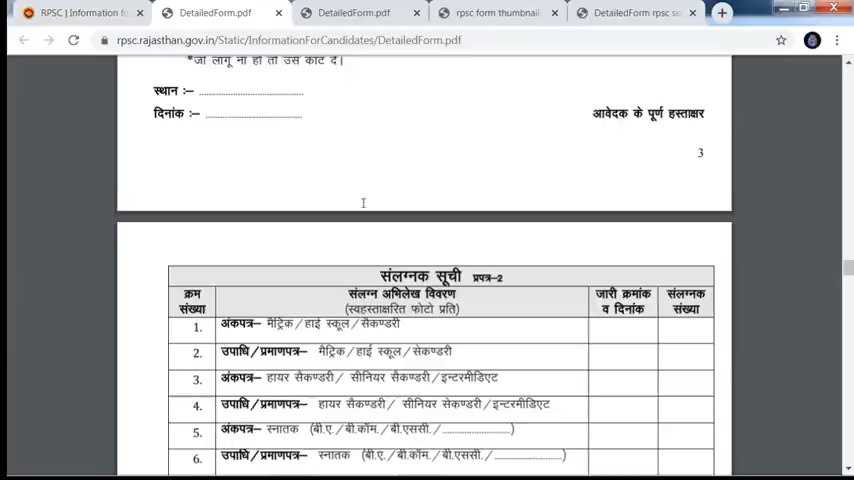 RPSC | Information fo
DetailedForm.pdf
DetailedForm.pdf
rpsc form thumbnail
DetailForm rpsc se
rpsc.rajasthan.gov.in/Static/InformationForCandidates/DetailedForm.pdf
*जो लागू ना हो तो उसे काट दें।
स्थान :– ....................................
दिनांक :– .................................
आवेदक के पूर्ण हस्ताक्षर
3
संलग्नक सूची प्रपत्र–2
क्रम संख्या
संलग्न अभिलेख विवरण
(स्वहस्ताक्षरित फोटो प्रति)
जारी क्रमांक व दिनांक
संलग्नक संख्या
1. अंकपत्र– मैट्रिक/हाई स्कूल/सैकण्डरी
2. उपाधि/प्रमाणपत्र– मैट्रिक/हाई स्कूल/सेकण्डरी
3. अंकपत्र– हायर सैकण्डरी/ सीनियर सैकण्डरी/इन्टरमीडिएट
4. उपाधि/प्रमाणपत्र– हायर सैकण्डरी/ सीनियर सेकण्डरी/इन्टरमीडिएट
5. अंकपत्र– स्नातक (बी.ए./बी.कॉम./बी.एससी./........................)
6. उपाधि/प्रमाणपत्र– स्नातक (बी.ए./बी.कॉम./बी.एससी./........................)